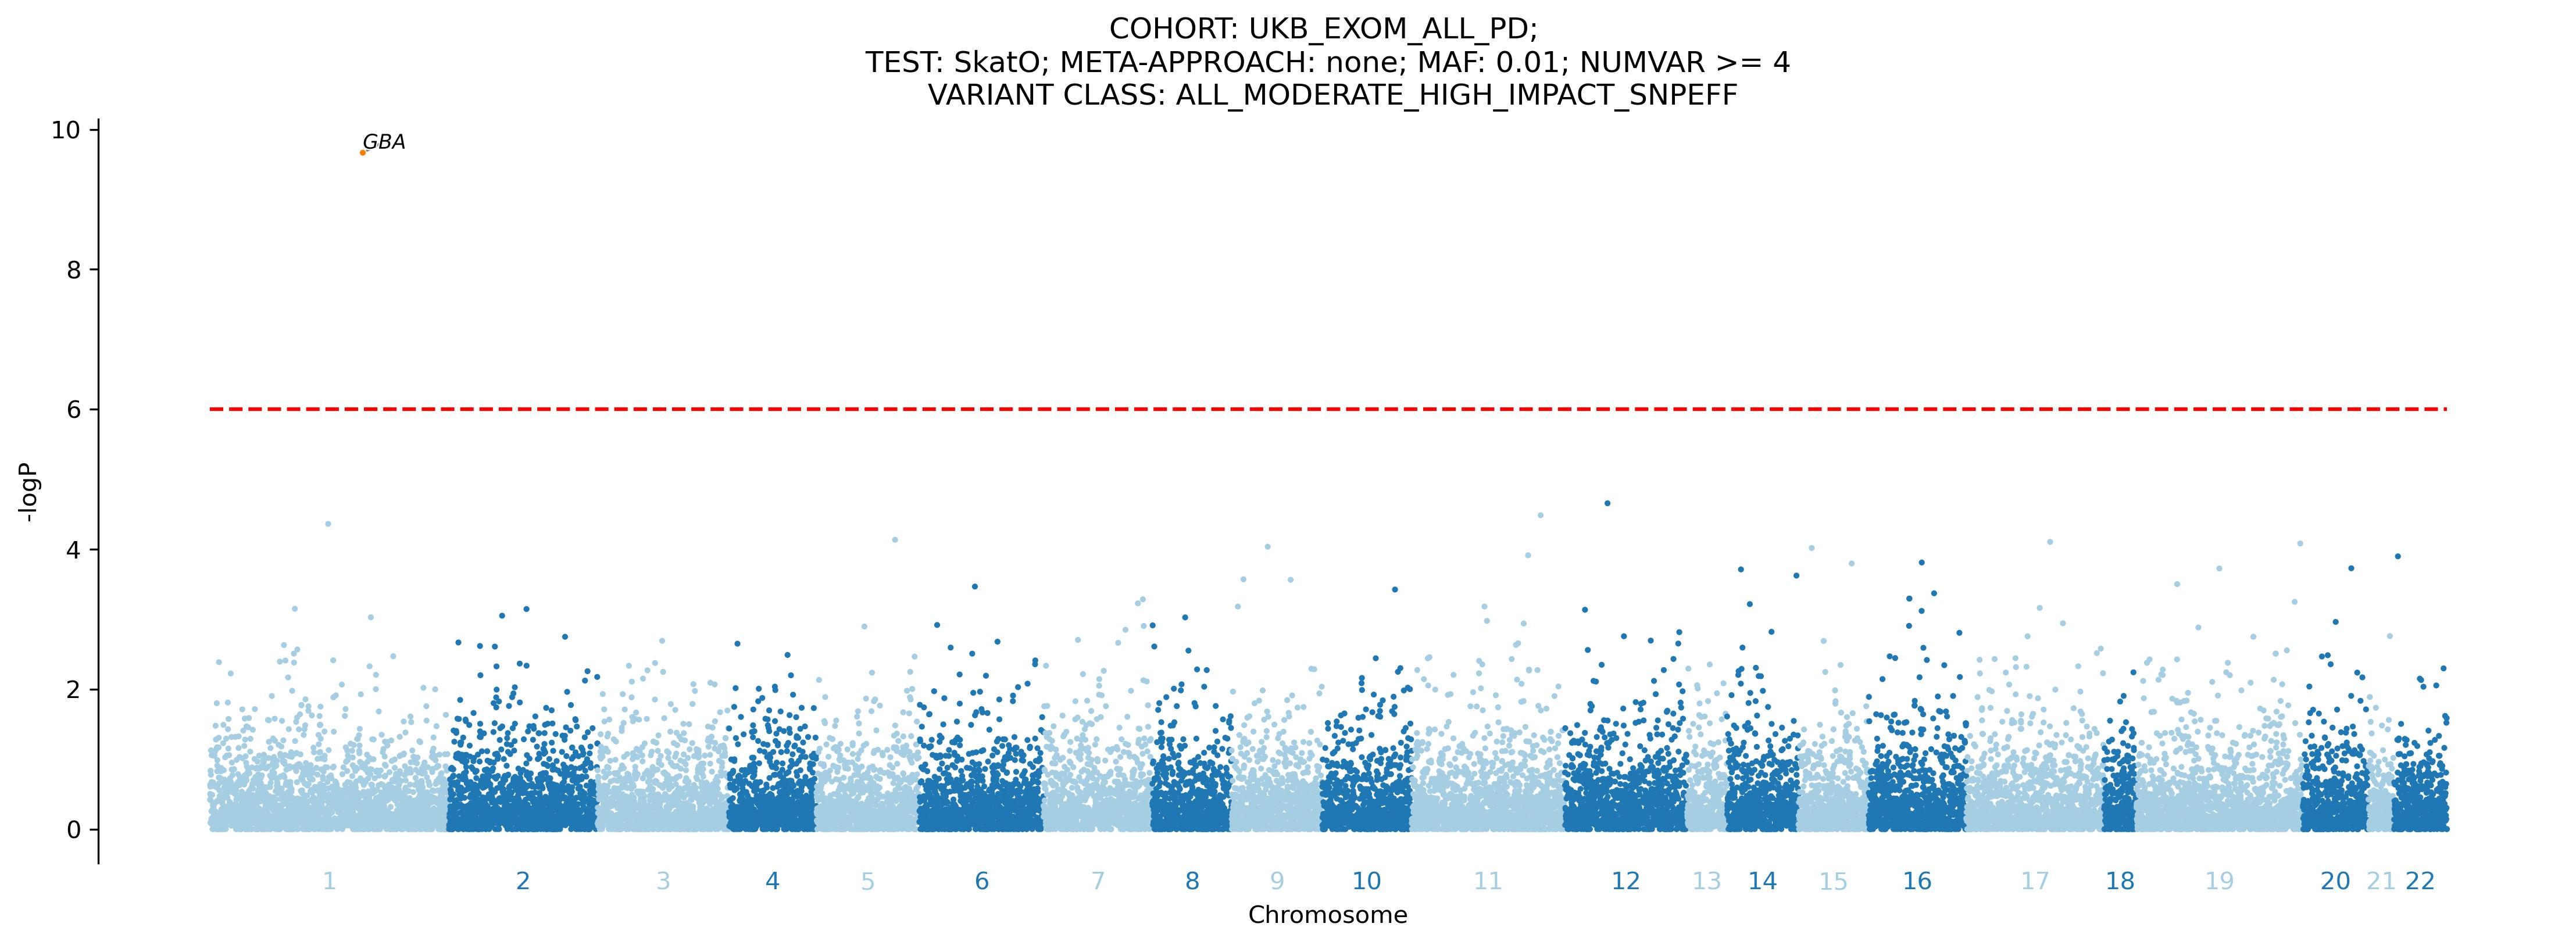 COHORT: UKB_EXOM_ALL_PD;
TEST: SkatO; META-APPROACH: none; MAF: 0.01; NUMVAR >= 4
VARIANT CLASS: ALL_MODERATE_HIGH_IMPACT_SNPEFF
10
GBA
8
6
-logP
4
2
0
1 2 3 4 5 6 7 8 9 10 11 12 13 14 15 16 17 18 19 20 21 22
Chromosome